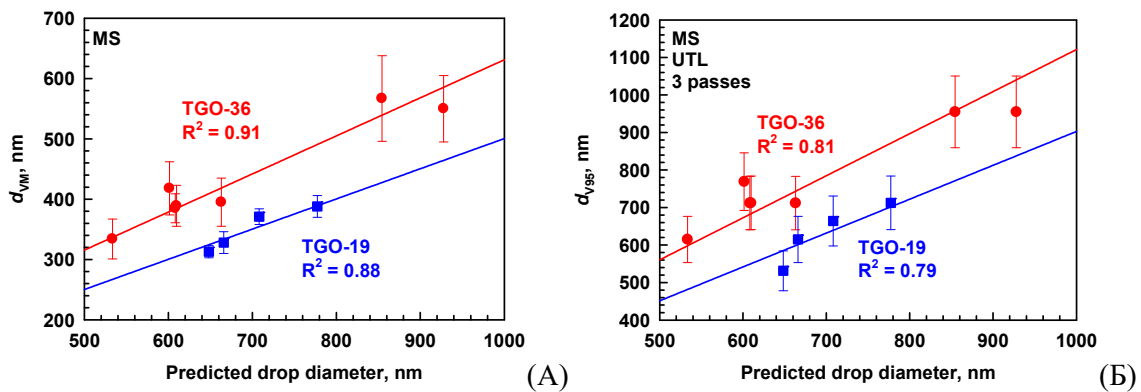 700
600
500
400
300
200
500 600 700 800 900 1000
MS
TGO-36
R² = 0.91
TGO-19
R² = 0.88
d_VM, nm
Predicted drop diameter, nm
(А)
1200
1100
1000
900
800
700
600
500
400
500 600 700 800 900 1000
MS
UTL
3 passes
TGO-36
R² = 0.81
TGO-19
R² = 0.79
d_V95, nm
Predicted drop diameter, nm
(Б)